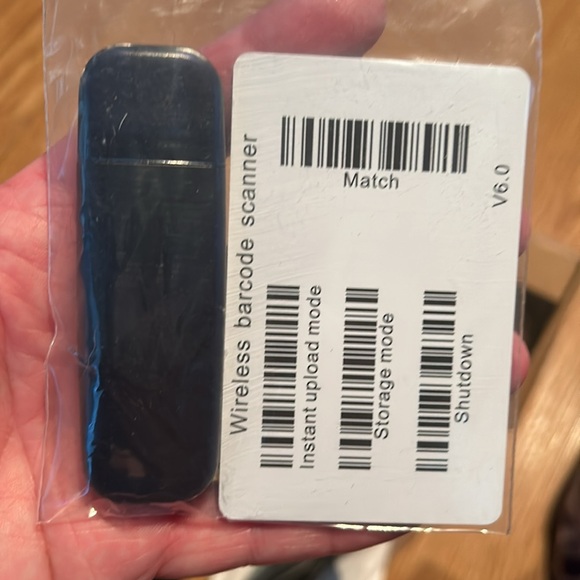 Wireless barcode scanner
Match
V6.0
Instant upload mode
Storage mode
Shutdown